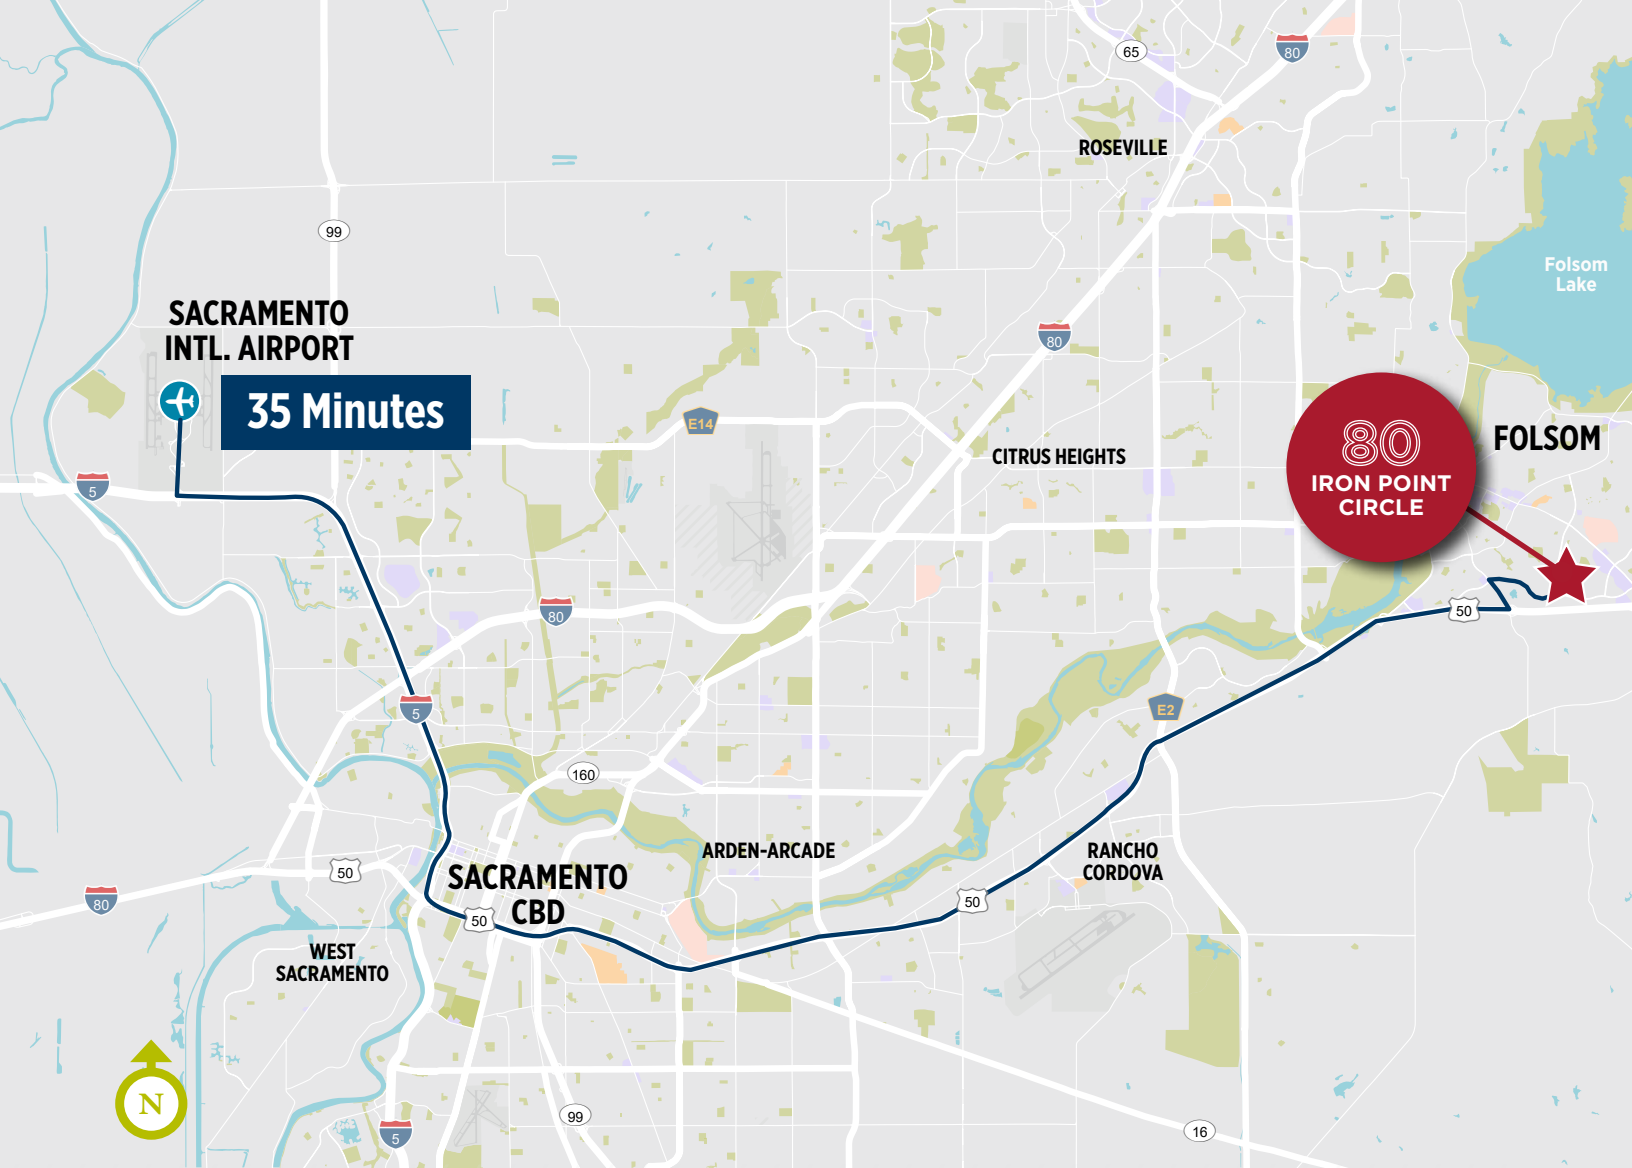 65
80
ROSEVILLE
99
Folsom
Lake
SACRAMENTO
INTL. AIRPORT
80
35 Minutes
E14
80
IRON POINT
CIRCLE
FOLSOM
CITRUS HEIGHTS
5
80
50
5
E2
160
ARDEN-ARCADE
RANCHO
CORDOVA
50
SACRAMENTO
CBD
80
50
50
WEST
SACRAMENTO
N
99
5
16